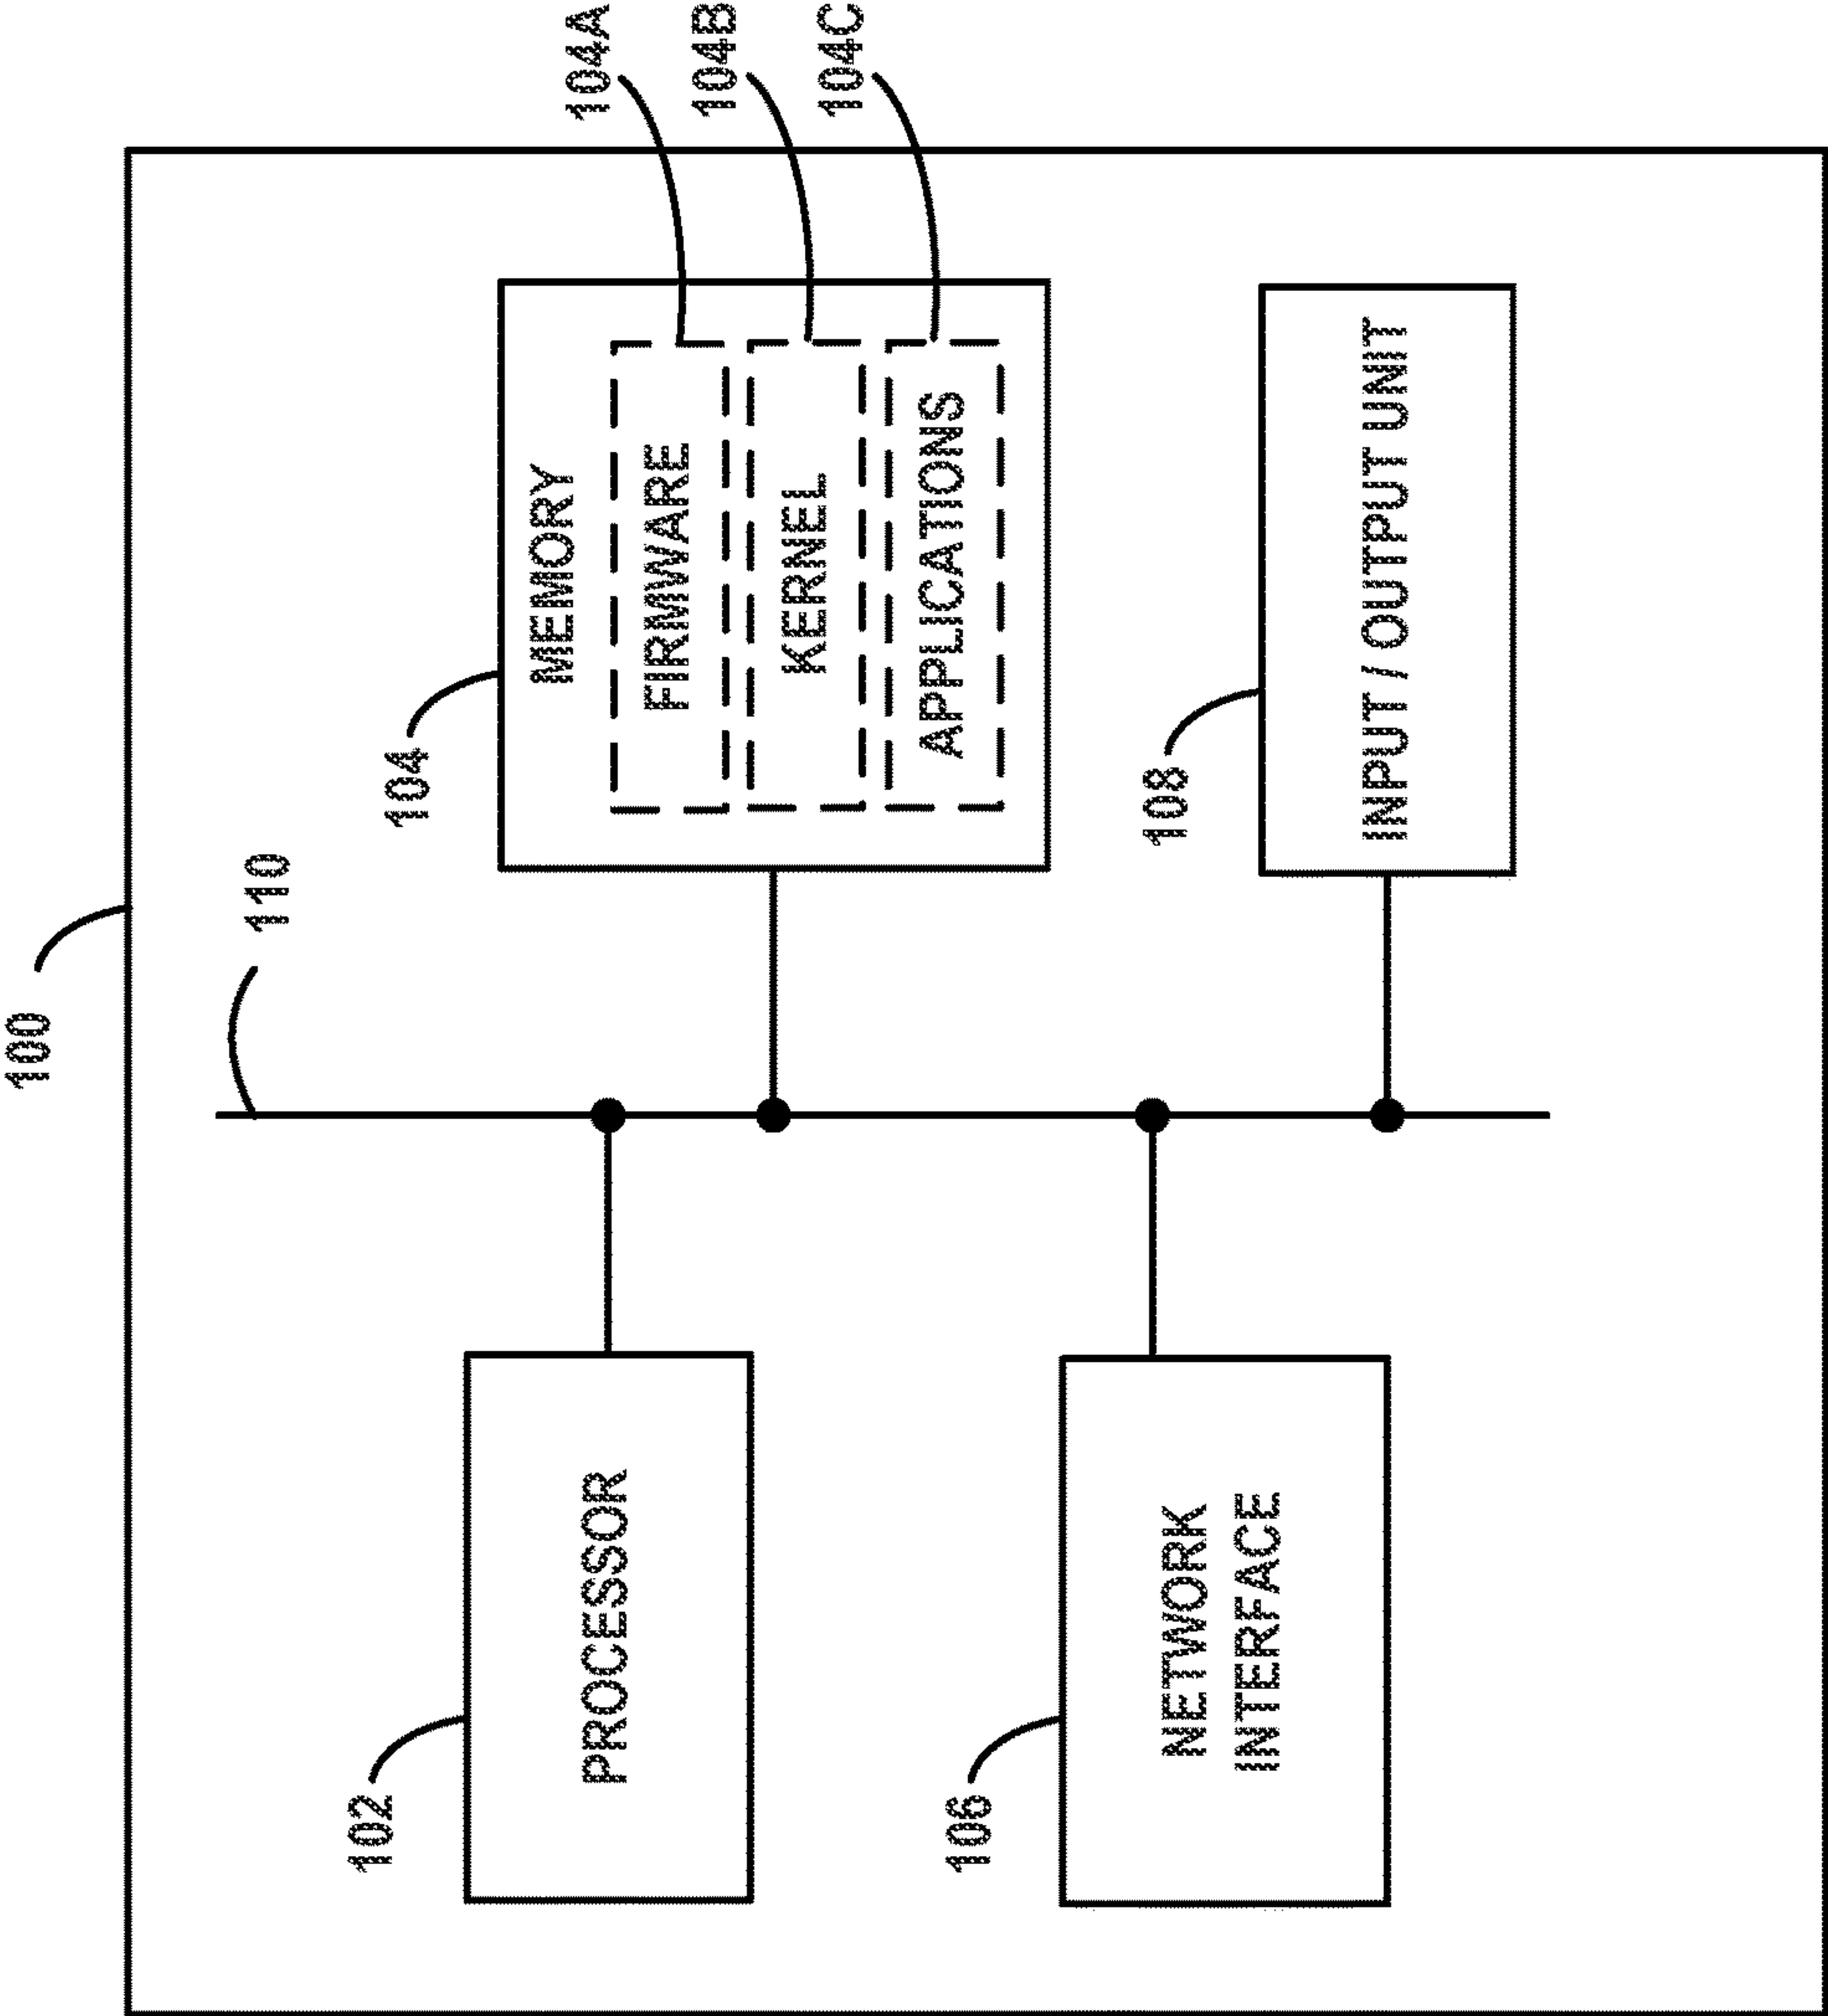 100
110
102
PROCESSOR
104
MEMORY
FIRMWARE
104A
KERNEL
104B
APPLICATIONS
104C
106
NETWORK
INTERFACE
108
INPUT / OUTPUT UNIT